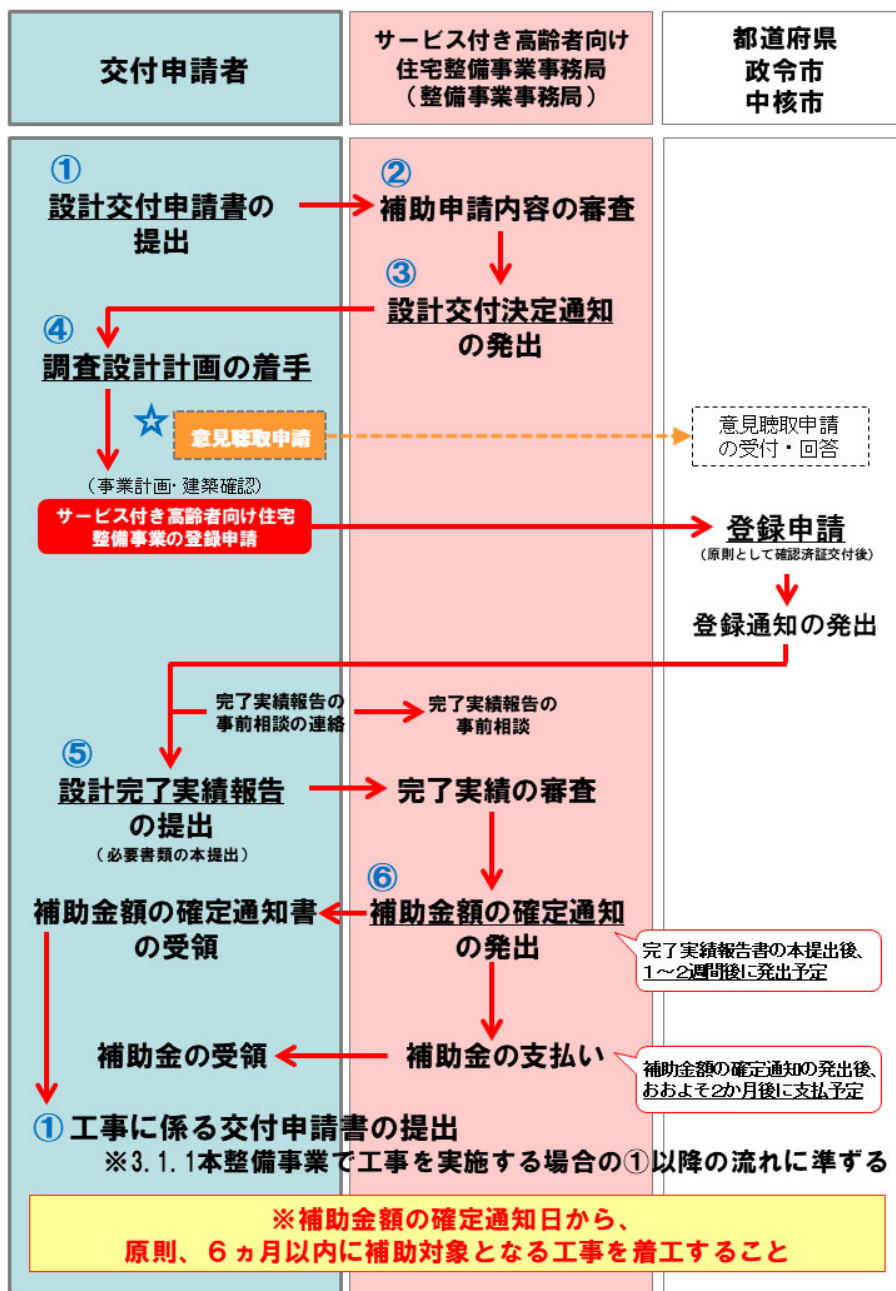 交付申請者
サービス付き高齢者向け
住宅整備事業事務局
（整備事業事務局）
都道府県
政令市
中核市
①
設計交付申請書の
提出
②
補助申請内容の審査
③
設計交付決定通知
の発出
④
調査設計計画の着手
☆
意見聴取申請
意見聴取申請
の受付・回答
（事業計画・建築確認）
サービス付き高齢者向け住宅
整備事業の登録申請
登録申請
（原則として確認済証交付後）
登録通知の発出
完了実績報告の
事前相談の連絡
完了実績報告の
事前相談
⑤
設計完了実績報告
の提出
（必要書類の本提出）
完了実績の審査
⑥
補助金額の確定通知書
の受領
補助金額の確定通知
の発出
完了実績報告書の本提出後、
1～2週間後に発出予定
補助金の受領
補助金の支払い
補助金額の確定通知の発出後、
おおよそ2か月後に支払予定
①工事に係る交付申請書の提出
※3.1.1本整備事業で工事を実施する場合の①以降の流れに準ずる
※補助金額の確定通知日から、
原則、６ヵ月以内に補助対象となる工事を着工すること